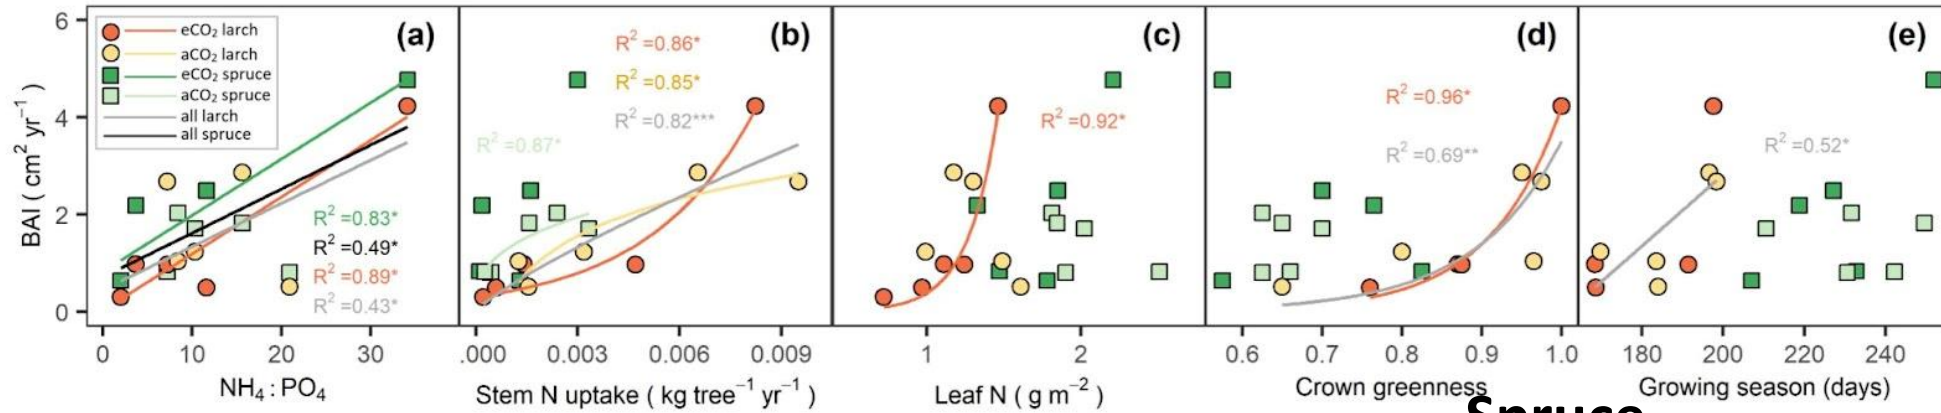 6
4
2
0
BAI ( cm² yr⁻¹ )
eCO₂ larch
aCO₂ larch
eCO₂ spruce
aCO₂ spruce
all larch
all spruce
(a)
R² =0.83*
R² =0.49*
R² =0.89*
R² =0.43*
0 10 20 30
NH₄ : PO₄
(b)
R² =0.86*
R² =0.85*
R² =0.82***
R² =0.87*
.000 0.003 0.006 0.009
Stem N uptake ( kg tree⁻¹ yr⁻¹ )
(c)
R² =0.92*
1 2
Leaf N ( g m⁻² )
(d)
R² =0.96*
R² =0.69**
0.6 0.7 0.8 0.9 1.0
Crown greenness
(e)
R² =0.52*
180 200 220 240
Growing season (days)
Spruce